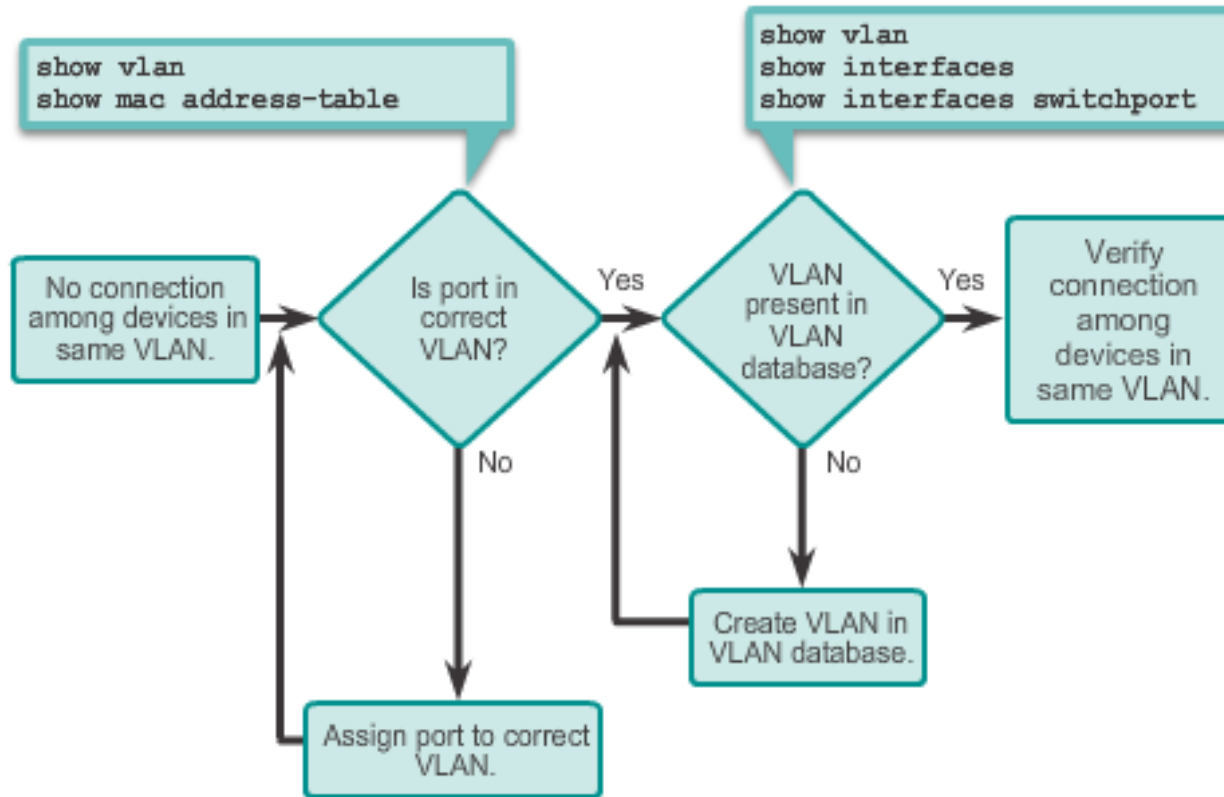 show vlan
show mac address-table
show vlan
show interfaces
show interfaces switchport
No connection
among devices in
same VLAN.
Is port in
correct
VLAN?
Yes
No
VLAN
present in
VLAN
database?
Yes
No
Verify
connection
among
devices in
same VLAN.
Create VLAN in
VLAN database.
Assign port to correct
VLAN.